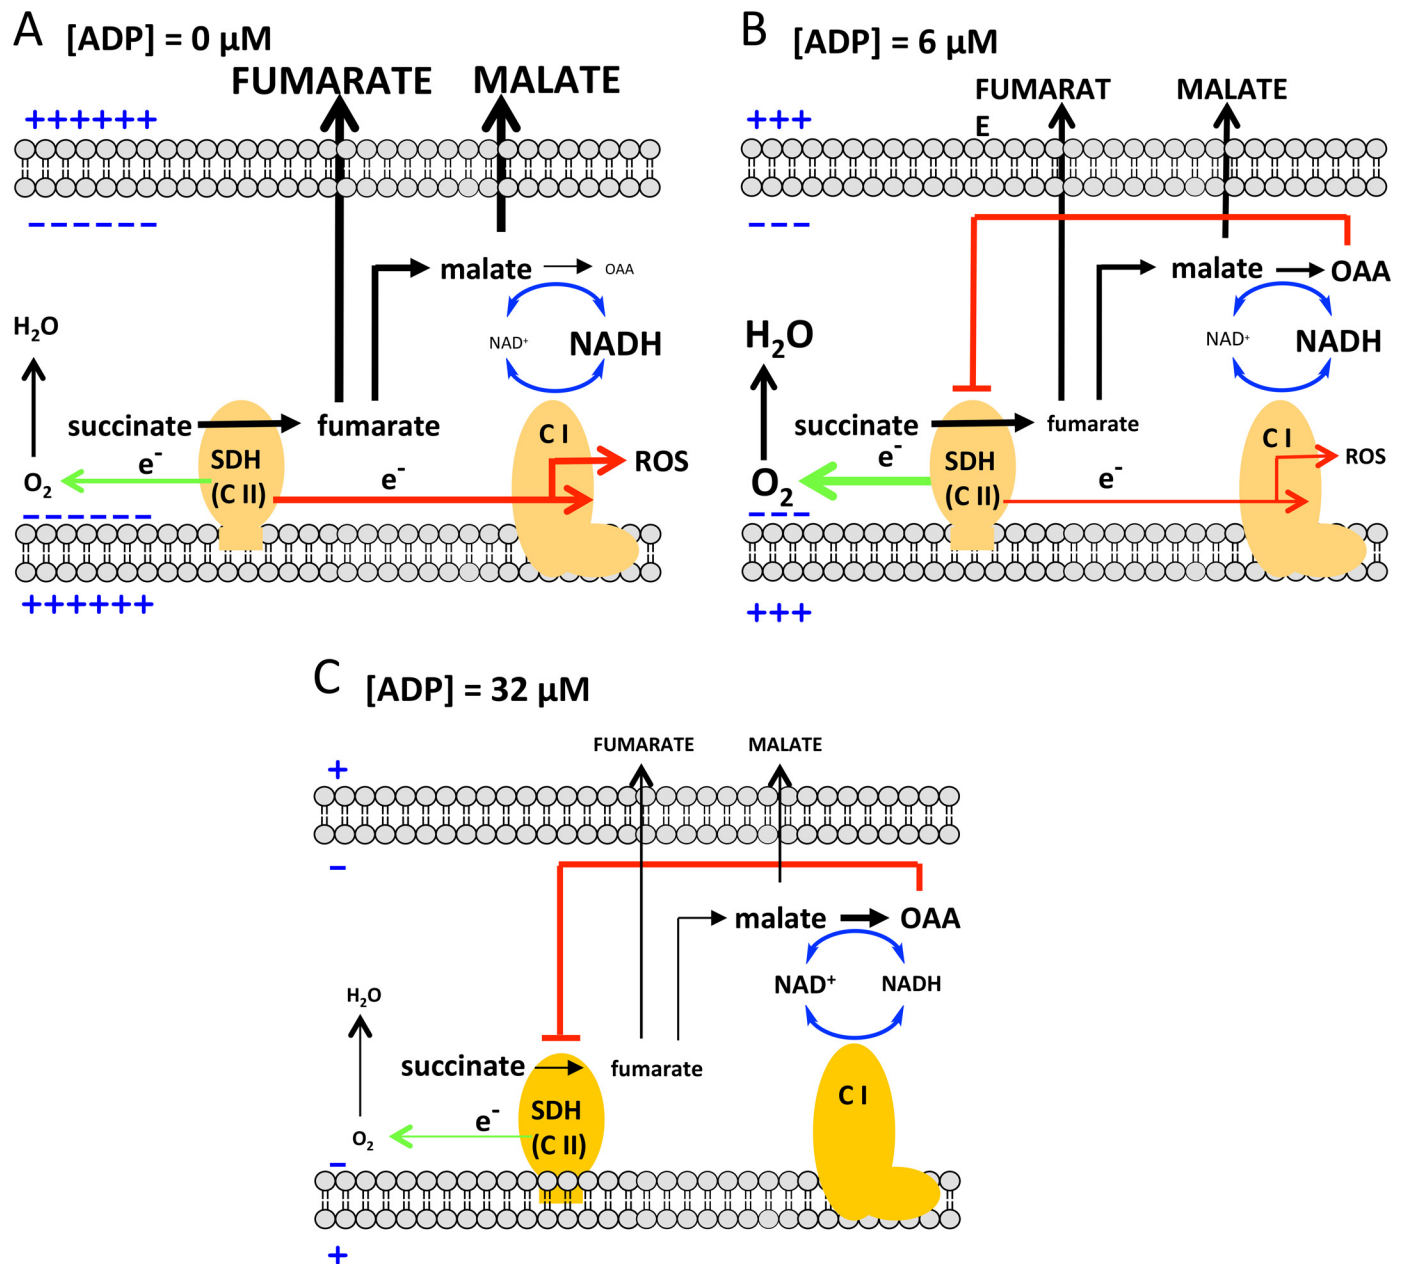 A
[ADP] = 0 µM
FUMARATE
MALATE
++++++
– – – – – –
malate
OAA
H₂O
NAD⁺
NADH
succinate
fumarate
C I
e⁻
SDH
(C II)
e⁻
ROS
O₂
– – – – – –
++++++
B
[ADP] = 6 µM
FUMARAT
E
MALATE
+++
– – –
malate
OAA
H₂O
NAD⁺
NADH
succinate
fumarate
C I
e⁻
SDH
(C II)
e⁻
ROS
O₂
– – –
+++
C
[ADP] = 32 µM
FUMARATE
MALATE
+
–
malate
OAA
NAD⁺
NADH
H₂O
succinate
fumarate
C I
e⁻
SDH
(C II)
O₂
–
+